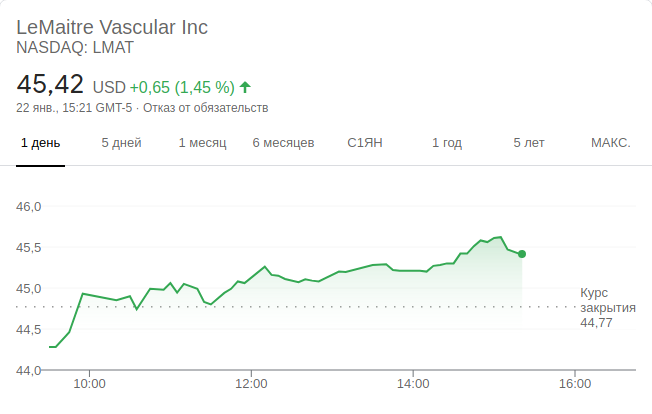 LeMaitre Vascular Inc
NASDAQ: LMAT
45,42 USD +0,65 (1,45 %)
22 янв., 15:21 GMT-5 · Отказ от обязательств
1 день 5 дней 1 месяц 6 месяцев С1ЯН 1 год 5 лет МАКС.
46,0
45,5
45,0
Курс
закрытия
44,77
44,5
44,0
10:00 12:00 14:00 16:00